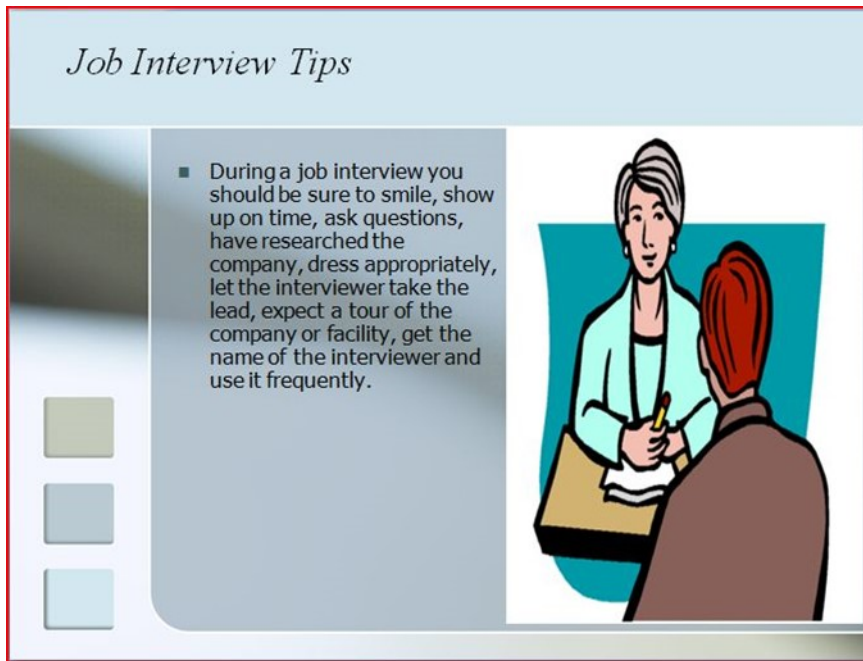 Job Interview Tips
During a job interview you
should be sure to smile, show
up on time, ask questions,
have researched the
company, dress appropriately,
let the interviewer take the
lead, expect a tour of the
company or facility, get the
name of the interviewer and
use it frequently.